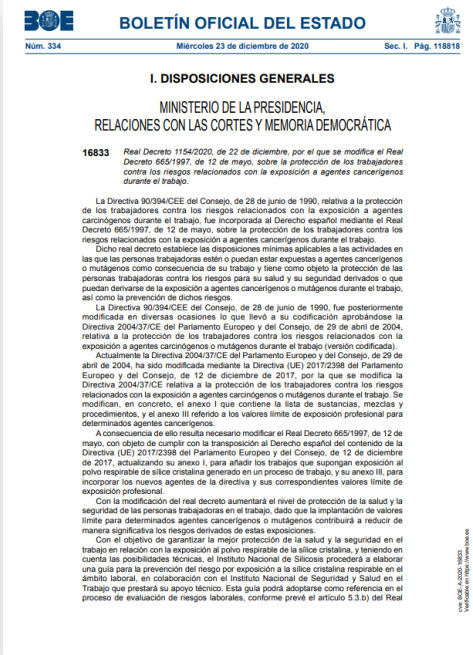 BOE
BOLETÍN OFICIAL DEL ESTADO
Núm. 334
Miércoles 23 de diciembre de 2020
Sec. I. Pág. 118818
I. DISPOSICIONES GENERALES
MINISTERIO DE LA PRESIDENCIA,
RELACIONES CON LAS CORTES Y MEMORIA DEMOCRÁTICA
16833
Real Decreto 1154/2020, de 22 de diciembre, por el que se modifica el Real
Decreto 665/1997, de 12 de mayo, sobre la protección de los trabajadores
contra los riesgos relacionados con la exposición a agentes cancerígenos
durante el trabajo.
La Directiva 90/394/CEE del Consejo, de 28 de junio de 1990, relativa a la protección
de los trabajadores contra los riesgos relacionados con la exposición a agentes
carcinógenos durante el trabajo, fue incorporada al Derecho español mediante el Real
Decreto 665/1997, de 12 de mayo, sobre la protección de los trabajadores contra los
riesgos relacionados con la exposición a agentes cancerígenos durante el trabajo.
Dicho real decreto establece las disposiciones mínimas aplicables a las actividades en
las que las personas trabajadoras estén o puedan estar expuestas a agentes cancerígenos
o mutágenos como consecuencia de su trabajo y tiene como objeto la protección de las
personas trabajadoras contra los riesgos para su salud y su seguridad derivados o que
puedan derivarse de la exposición a agentes cancerígenos o mutágenos durante el trabajo,
así como la prevención de dichos riesgos.
La Directiva 90/394/CEE del Consejo, de 28 de junio de 1990, fue posteriormente
modificada en diversas ocasiones lo que llevó a su codificación aprobándose la
Directiva 2004/37/CE del Parlamento Europeo y del Consejo, de 29 de abril de 2004,
relativa a la protección de los trabajadores contra los riesgos relacionados con la
exposición a agentes carcinógenos o mutágenos durante el trabajo (versión codificada).
Actualmente la Directiva 2004/37/CE del Parlamento Europeo y del Consejo, de 29 de
abril de 2004, ha sido modificada mediante la Directiva (UE) 2017/2398 del Parlamento
Europeo y del Consejo, de 12 de diciembre de 2017, por la que se modifica la
Directiva 2004/37/CE relativa a la protección de los trabajadores contra los riesgos
relacionados con la exposición a agentes carcinógenos o mutágenos durante el trabajo. Se
modifican, en concreto, el anexo I que contiene la lista de sustancias, mezclas y
procedimientos, y el anexo III referido a los valores límite de exposición profesional para
determinados agentes cancerígenos.
A consecuencia de ello resulta necesario modificar el Real Decreto 665/1997, de 12 de
mayo, con objeto de cumplir con la transposición al Derecho español del contenido de la
Directiva (UE) 2017/2398 del Parlamento Europeo y del Consejo, de 12 de diciembre
de 2017, actualizando su anexo I, para añadir los trabajos que supongan exposición al
polvo respirable de sílice cristalina generado en un proceso de trabajo, y su anexo III, para
incorporar los nuevos agentes de la directiva y sus correspondientes valores límite de
exposición profesional.
Con la modificación del real decreto aumentará el nivel de protección de la salud y la
seguridad de las personas trabajadoras en el trabajo, dado que la implantación de valores
límite para determinados agentes cancerígenos o mutágenos contribuirá a reducir de
manera significativa los riesgos derivados de estas exposiciones.
Con el objetivo de garantizar la mejor protección de la salud y la seguridad en el
trabajo en relación con la exposición al polvo respirable de la sílice cristalina, y teniendo en
cuenta las posibilidades técnicas, el Instituto Nacional de Silicosis procederá a elaborar
una guía para la prevención del riesgo por exposición a la sílice cristalina respirable en el
ámbito laboral, en colaboración con el Instituto Nacional de Seguridad y Salud en el
Trabajo que prestará su apoyo técnico. Esta guía podrá adoptarse como referencia en el
proceso de evaluación de riesgos laborales, conforme prevé el artículo 5.3.b) del Real
cve: BOE-A-2020-16833
Verificable en https://www.boe.es